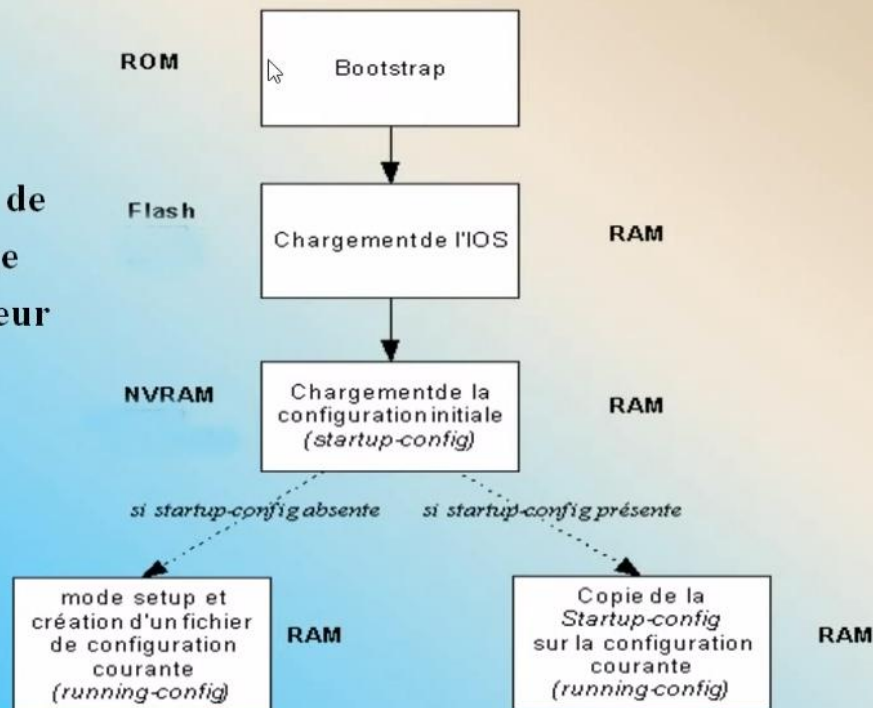 ROM
Bootstrap
de
Flash
Chargementde l'IOS
RAM
e
eur
NVRAM
Chargementde la
configuration initiale
(startup-config)
RAM
si startup-config absente
si startup-config présente
mode setup et
création d'un fichier
de configuration
courante
(running-config)
RAM
Copie de la
Startup-config
sur la configuration
courante
(running-config)
RAM